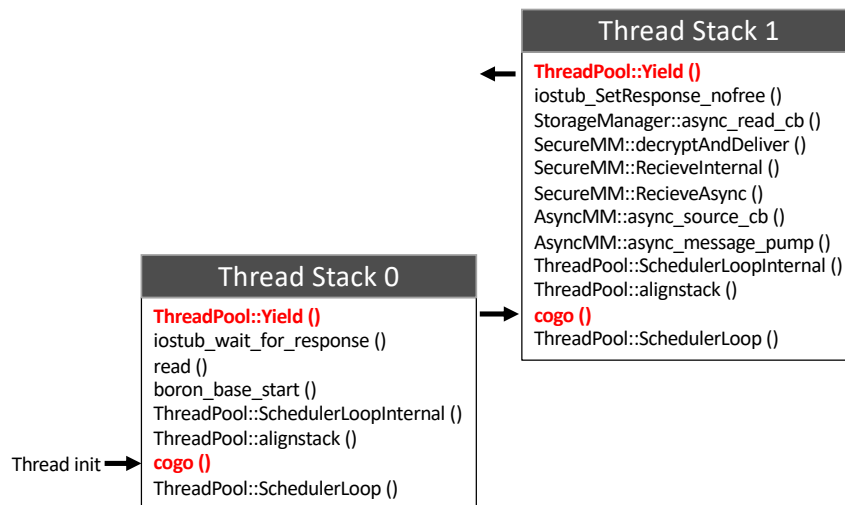 Thread Stack 1
ThreadPool::Yield ()
iostub_SetResponse_nofree ()
StorageManager::async_read_cb ()
SecureMM::decryptAndDeliver ()
SecureMM::RecieveInternal ()
SecureMM::RecieveAsync ()
AsyncMM::async_source_cb ()
AsyncMM::async_message_pump ()
ThreadPool::SchedulerLoopInternal ()
ThreadPool::alignstack ()
cogo ()
ThreadPool::SchedulerLoop ()
Thread Stack 0
ThreadPool::Yield ()
iostub_wait_for_response ()
read ()
boron_base_start ()
ThreadPool::SchedulerLoopInternal ()
ThreadPool::alignstack ()
Thread init
cogo ()
ThreadPool::SchedulerLoop ()